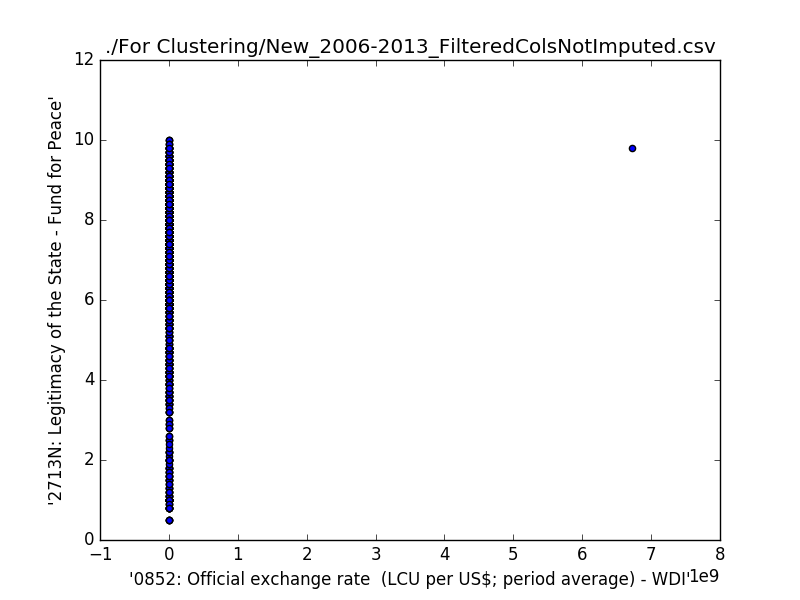 ./For Clustering/New_2006-2013_FilteredColsNotImputed.csv
12
10
8
6
4
2
0
'2713N: Legitimacy of the State - Fund for Peace'
−1 0 1 2 3 4 5 6 7 8
1e9
'0852: Official exchange rate  (LCU per US$; period average) - WDI'